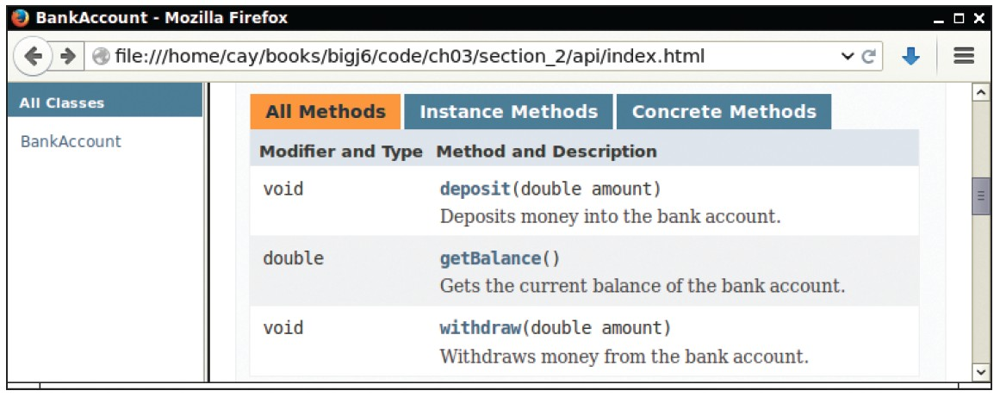 BankAccount - Mozilla Firefox
file:///home/cay/books/bigj6/code/ch03/section_2/api/index.html
All Classes
BankAccount
All Methods Instance Methods Concrete Methods
Modifier and Type Method and Description
void deposit(double amount)
Deposits money into the bank account.
double getBalance()
Gets the current balance of the bank account.
void withdraw(double amount)
Withdraws money from the bank account.